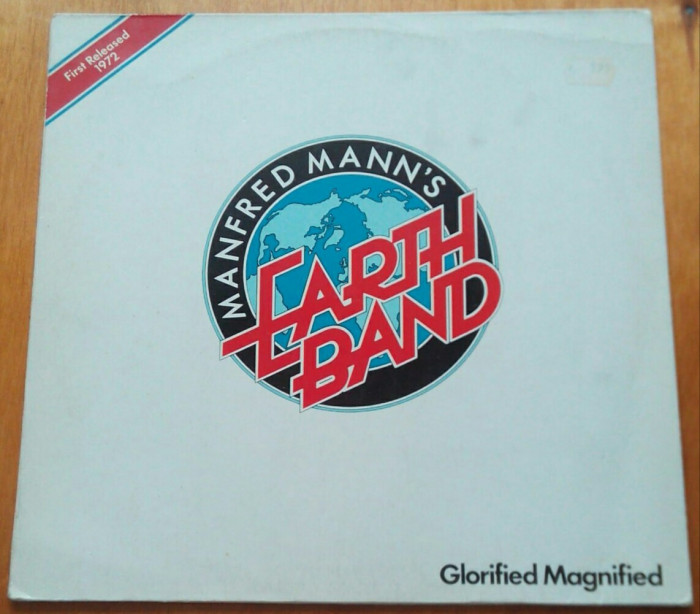 First Released
1972
MANFRED MANN'S
EARTH
BAND
Glorified Magnified